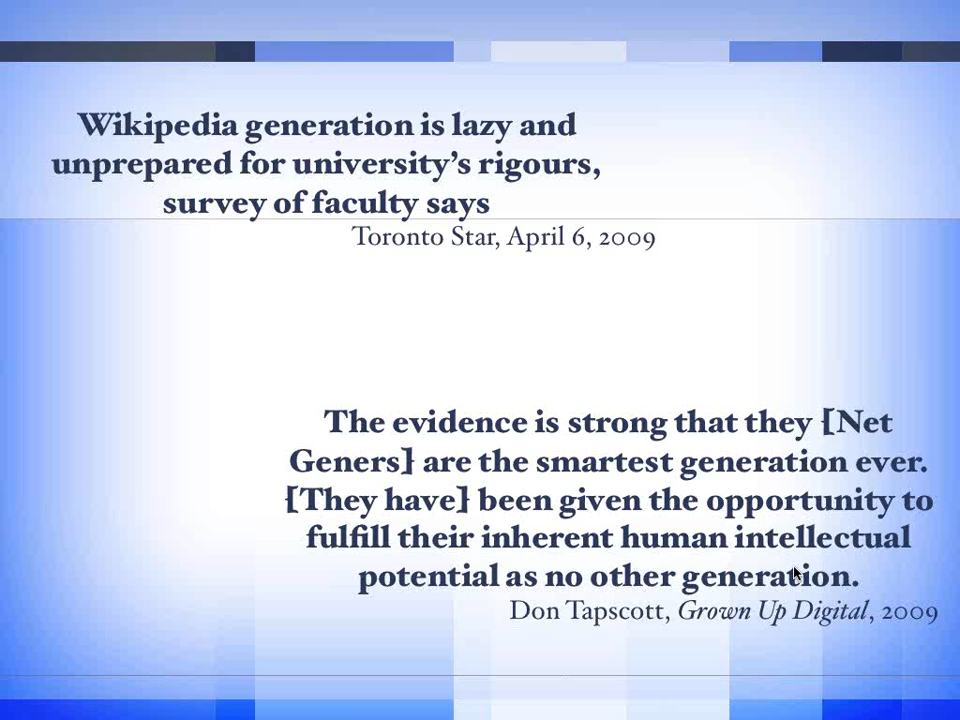 Wikipedia generation is lazy and
unprepared for university's rigours,
survey of faculty says
Toronto Star, April 6, 2009
The evidence is strong that they [Net
Geners] are the smartest generation ever.
[They have] been given the opportunity to
fulfill their inherent human intellectual
potential as no other generation.
Don Tapscott, Grown Up Digital, 2009